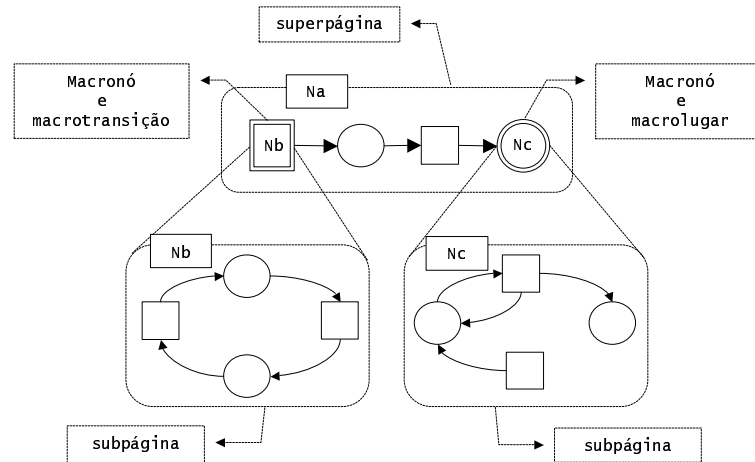 superpágina
Macronó
e
macrotransição
Na
Macronó
e
macrolugar
Nb
Nc
Nb
Nc
subpágina
subpágina